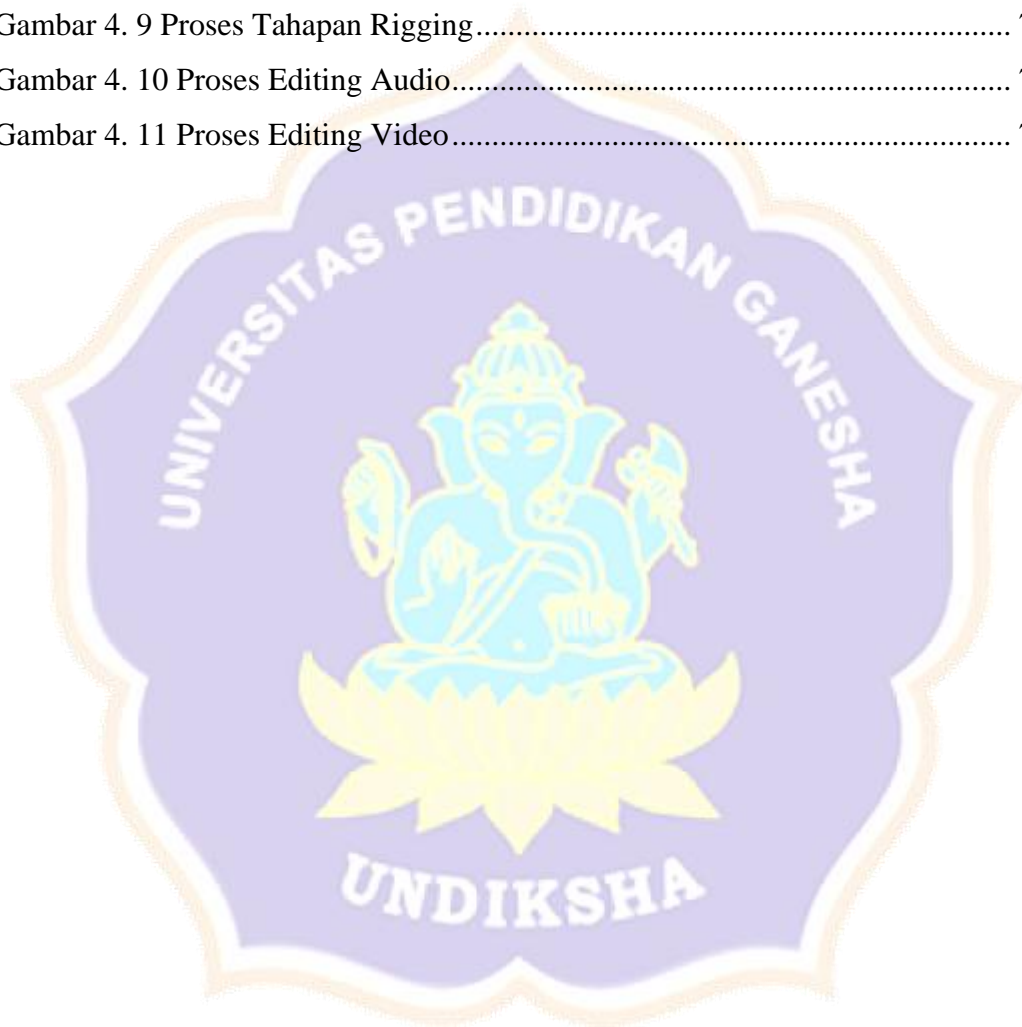 Gambar 4. 9 Proses Tahapan Rigging....................................................................
Gambar 4. 10 Proses Editing Audio.......................................................................
Gambar 4. 11 Proses Editing Video.......................................................................
UNIVERSITAS PENDIDIKAN GANESHA
UNDIKSHA